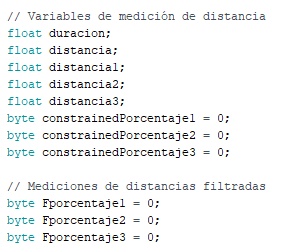 // Variables de medición de distancia
float duracion;
float distancia;
float distancia1;
float distancia2;
float distancia3;
byte constrainedPorcentaje1 = 0;
byte constrainedPorcentaje2 = 0;
byte constrainedPorcentaje3 = 0;
// Mediciones de distancias filtradas
byte Fporcentaje1 = 0;
byte Fporcentaje2 = 0;
byte Fporcentaje3 = 0;